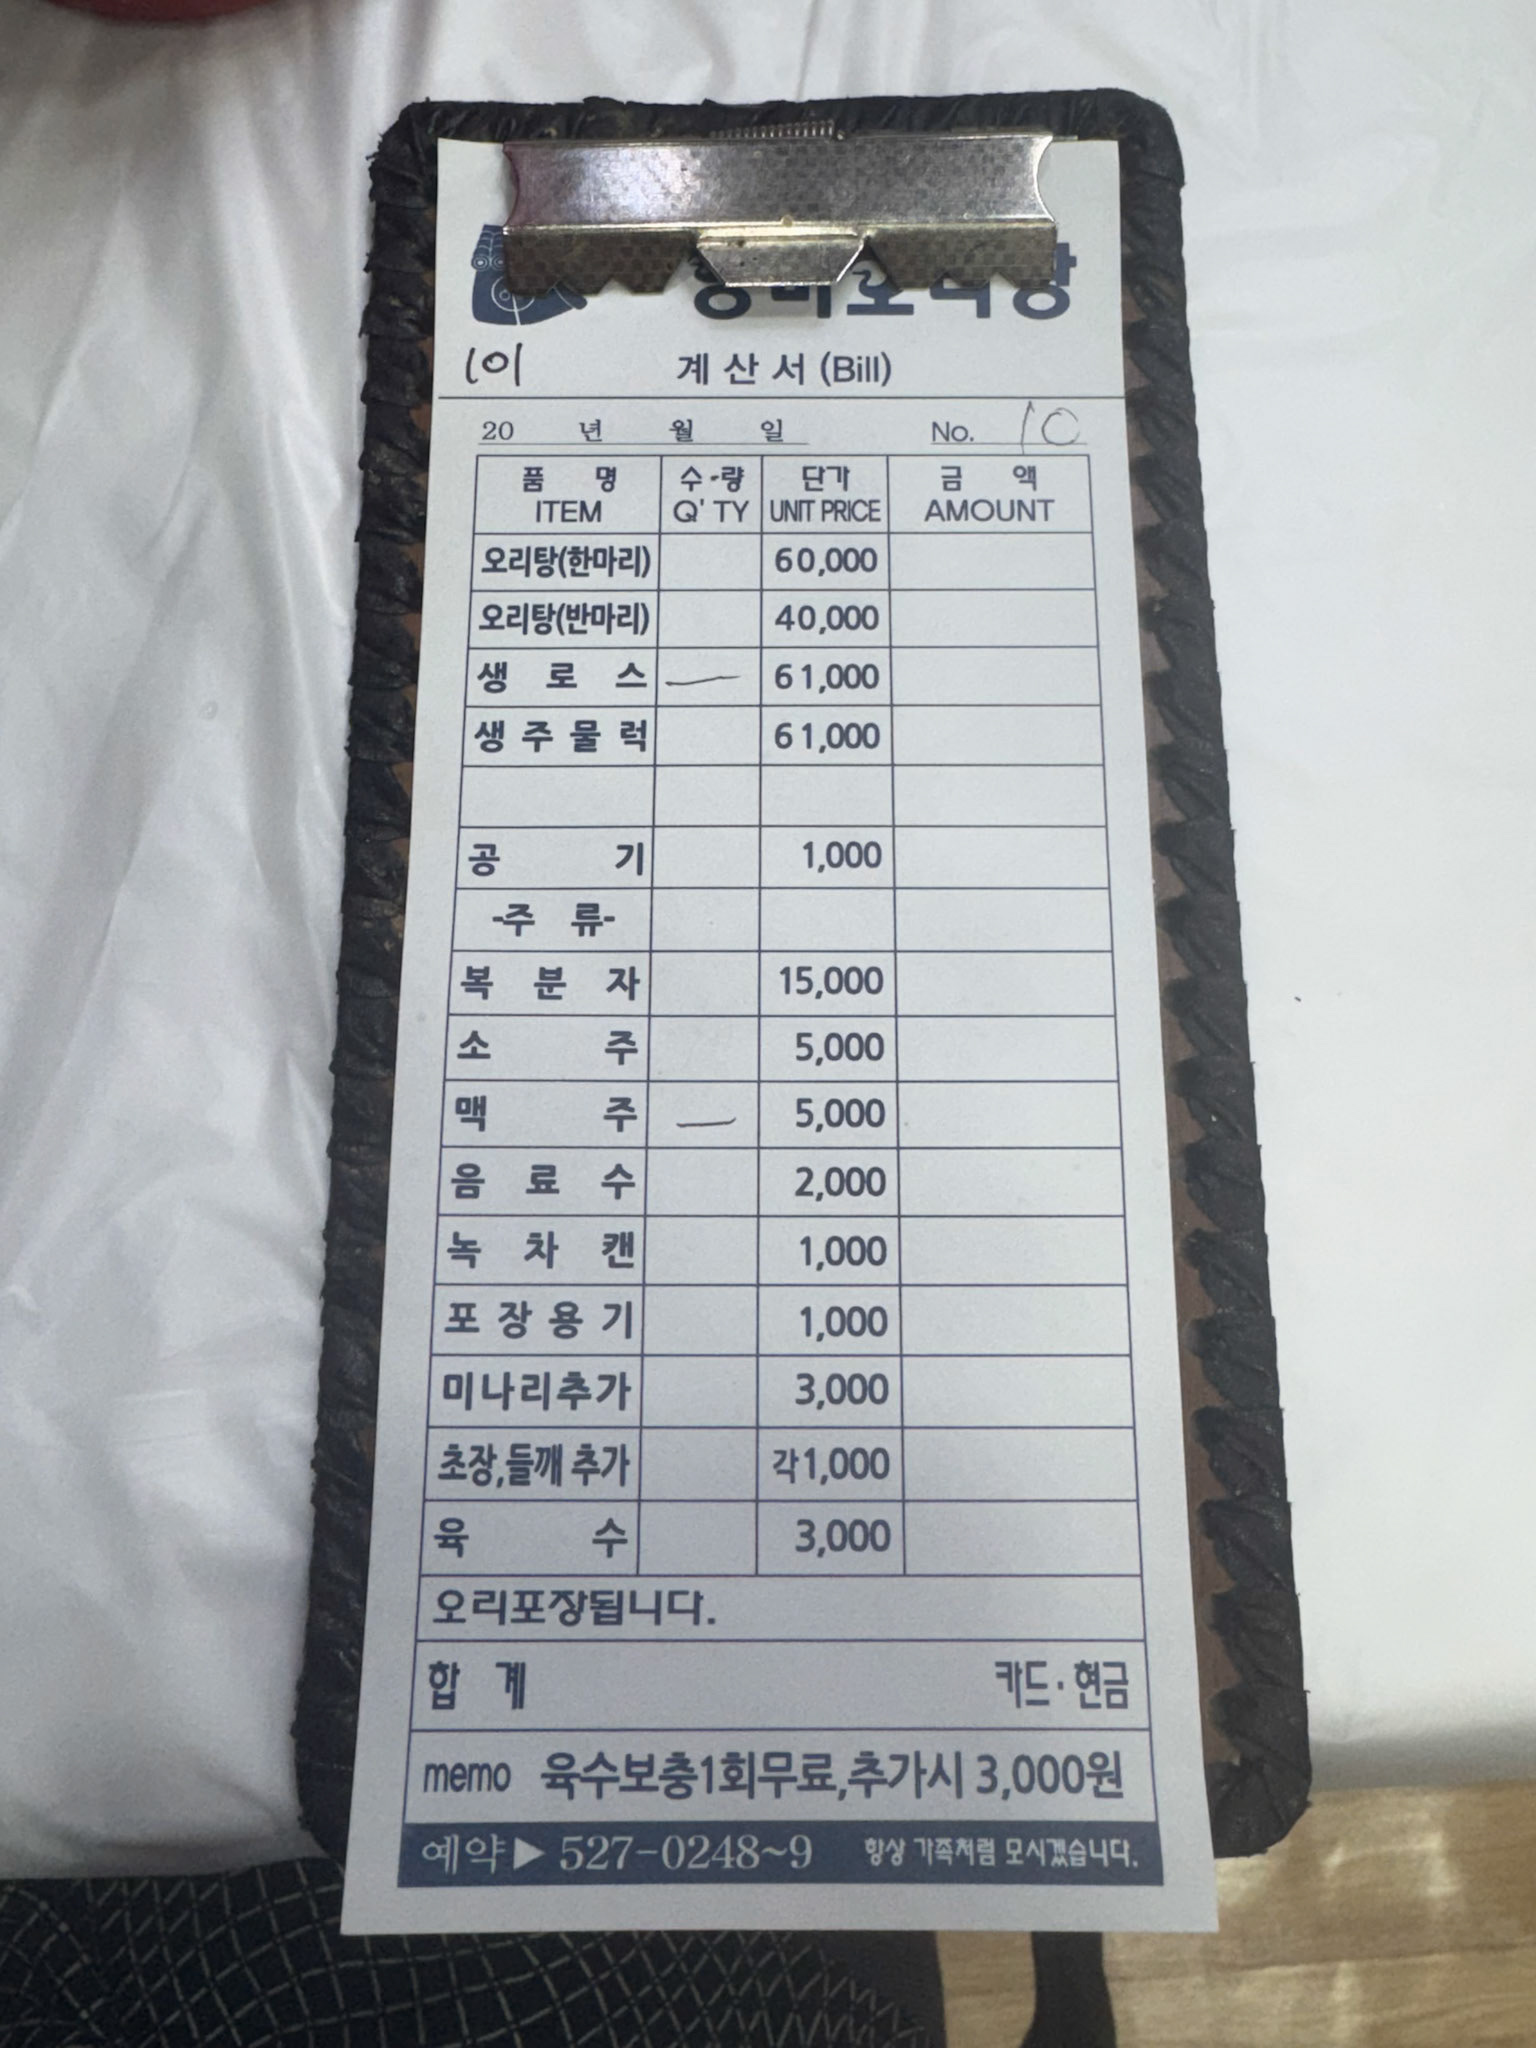 101 계산서 (Bill)
20 년 월 일 No. 10
품명 수량 단가 금액
ITEM Q'TY UNIT PRICE AMOUNT
오리탕(한마리) 60,000
오리탕(반마리) 40,000
생로스 — 61,000
생주물럭 61,000
공기 1,000
-주류-
복분자 15,000
소주 5,000
맥주 — 5,000
음료수 2,000
녹차캔 1,000
포장용기 1,000
미나리추가 3,000
초장,들깨 추가 각1,000
육수 3,000
오리포장됩니다.
합계 카드·현금
memo 육수보충1회무료,추가시 3,000원
예약▶ 527-0248~9 항상 가족처럼 모시겠습니다.